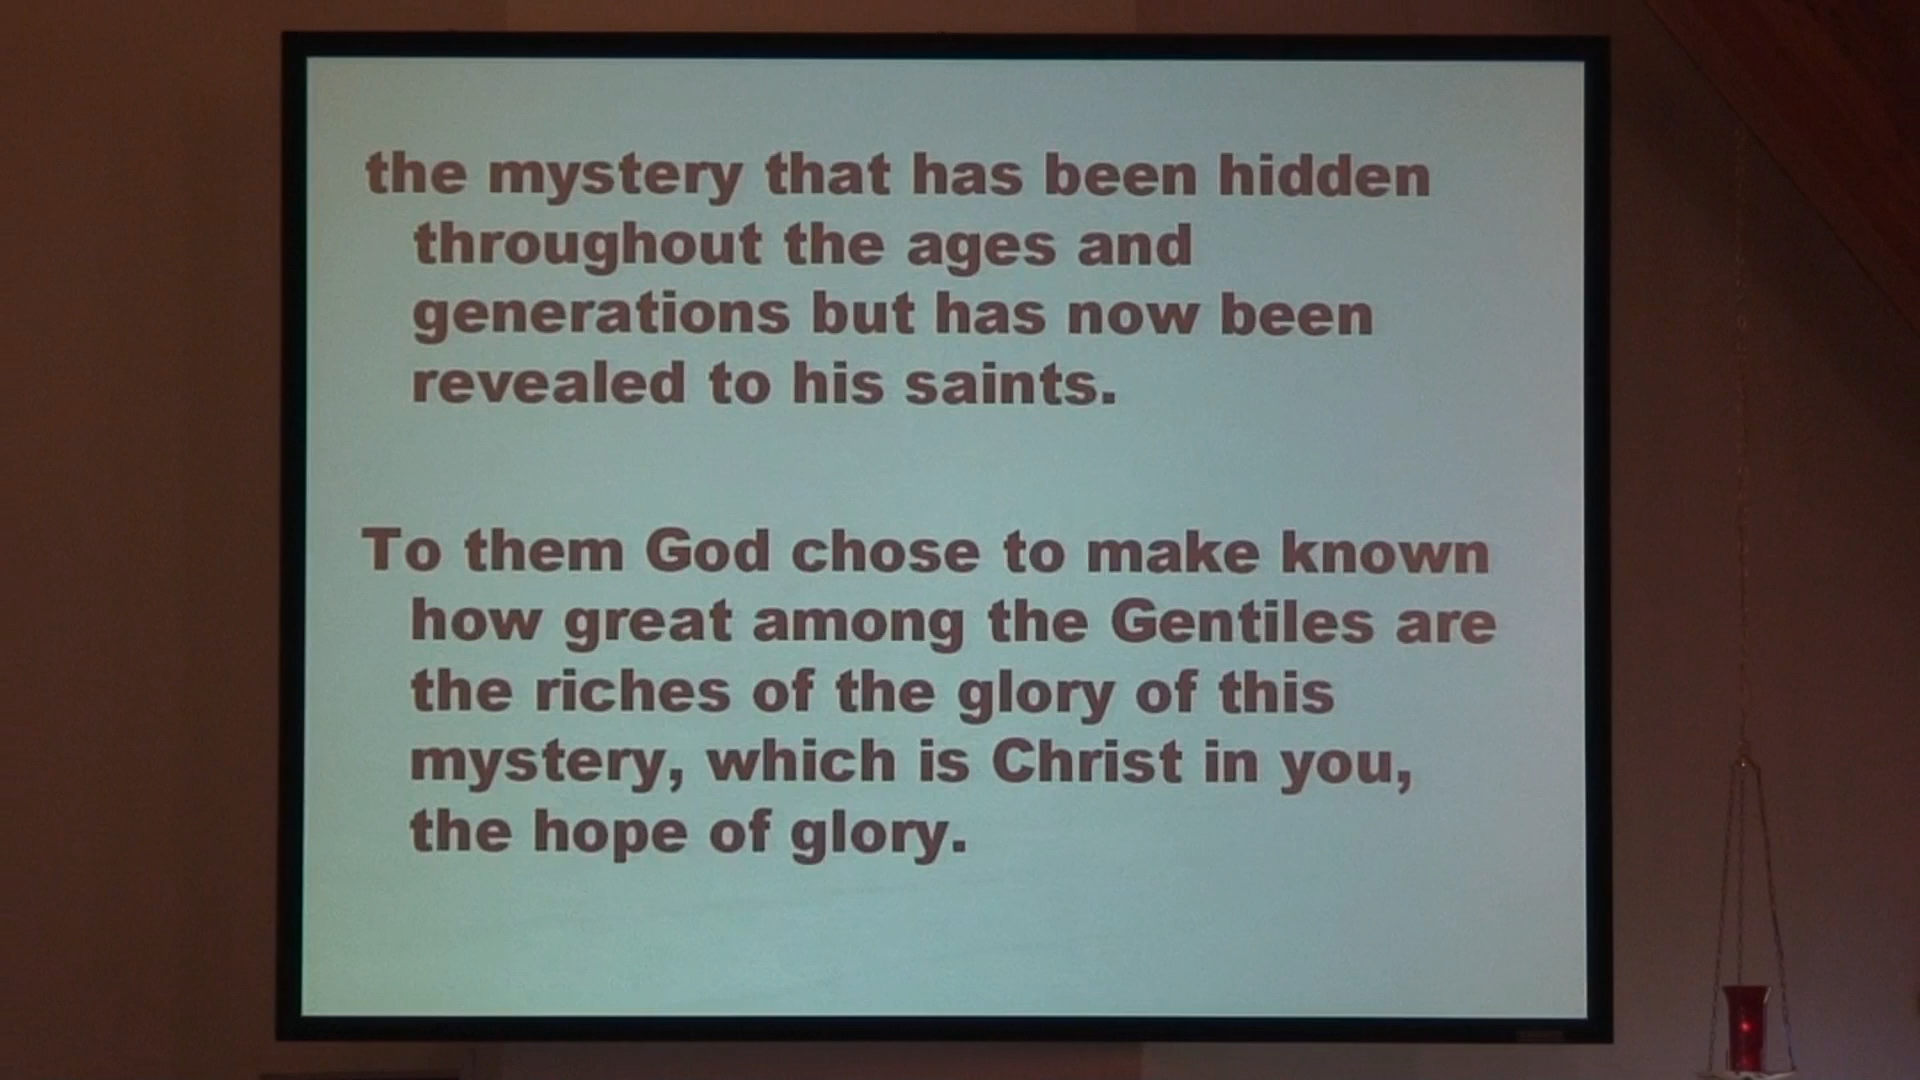 the mystery that has been hidden
throughout the ages and
generations but has now been
revealed to his saints.
To them God chose to make known
how great among the Gentiles are
the riches of the glory of this
mystery, which is Christ in you,
the hope of glory.